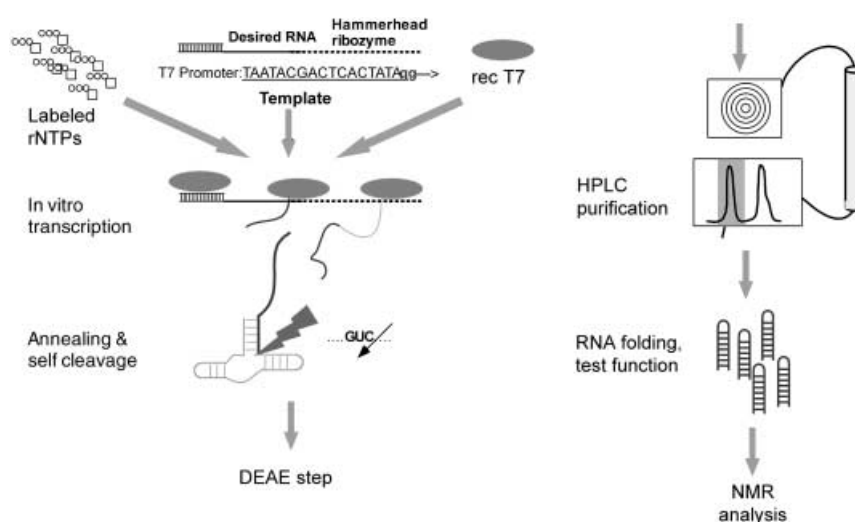 Desired RNA
Hammerhead
ribozyme
T7 Promoter:TAATACGACTCACTATAgg—>
Template
rec T7
Labeled
rNTPs
In vitro
transcription
Annealing &
self cleavage
GUC
DEAE step
HPLC
purification
RNA folding,
test function
NMR
analysis